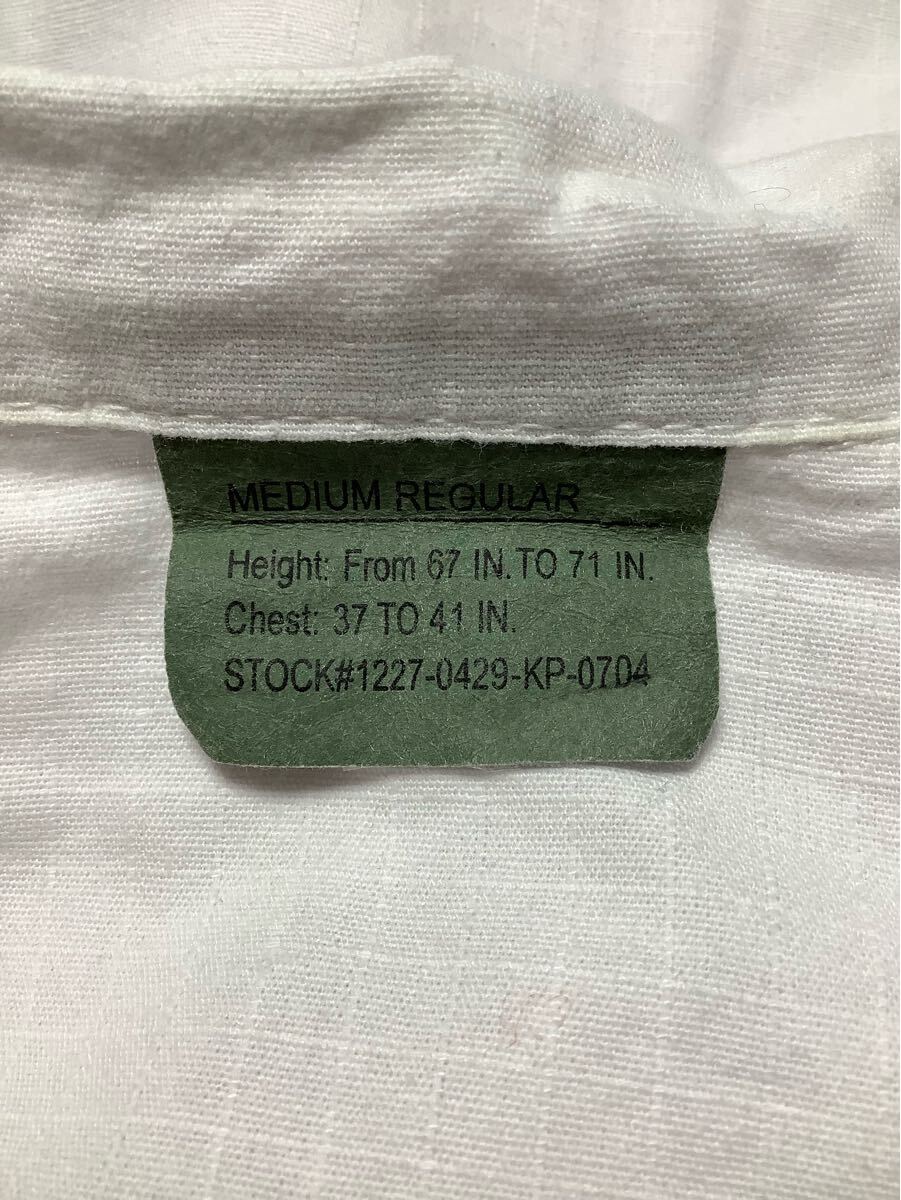 MEDIUM REGULAR
Height: From 67 IN. TO 71 IN.
Chest: 37 TO 41 IN.
STOCK#1227-0429-KP-0704